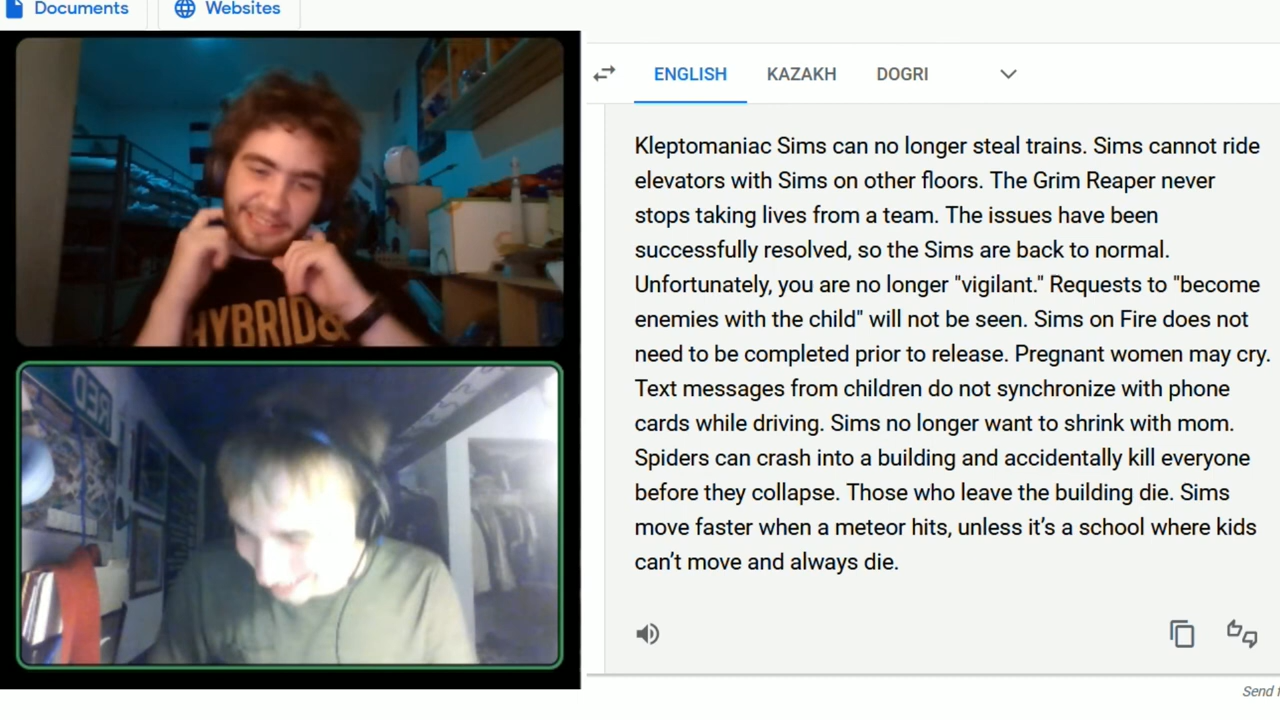 Documents
Websites
ENGLISH
KAZAKH
DOGRI
Kleptomaniac Sims can no longer steal trains. Sims cannot ride
elevators with Sims on other floors. The Grim Reaper never
stops taking lives from a team. The issues have been
successfully resolved, so the Sims are back to normal.
Unfortunately, you are no longer "vigilant." Requests to "become
enemies with the child" will not be seen. Sims on Fire does not
need to be completed prior to release. Pregnant women may cry.
Text messages from children do not synchronize with phone
cards while driving. Sims no longer want to shrink with mom.
Spiders can crash into a building and accidentally kill everyone
before they collapse. Those who leave the building die. Sims
move faster when a meteor hits, unless it’s a school where kids
can’t move and always die.
Send
HYBRID&
RED